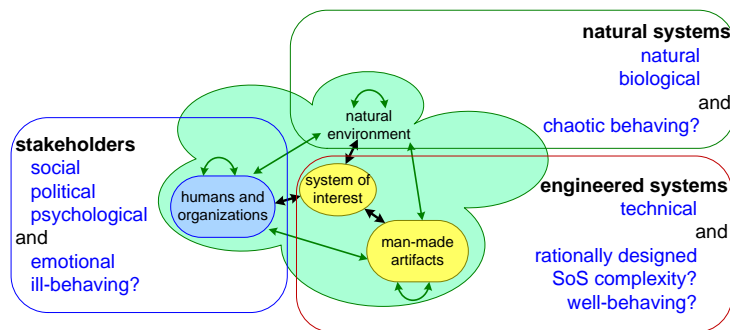 natural systems
natural
biological
and
chaotic behaving?
natural
environment
stakeholders
social
political
psychological
and
emotional
ill-behaving?
humans and
organizations
system of
interest
man-made
artifacts
engineered systems
technical
and
rationally designed
SoS complexity?
well-behaving?